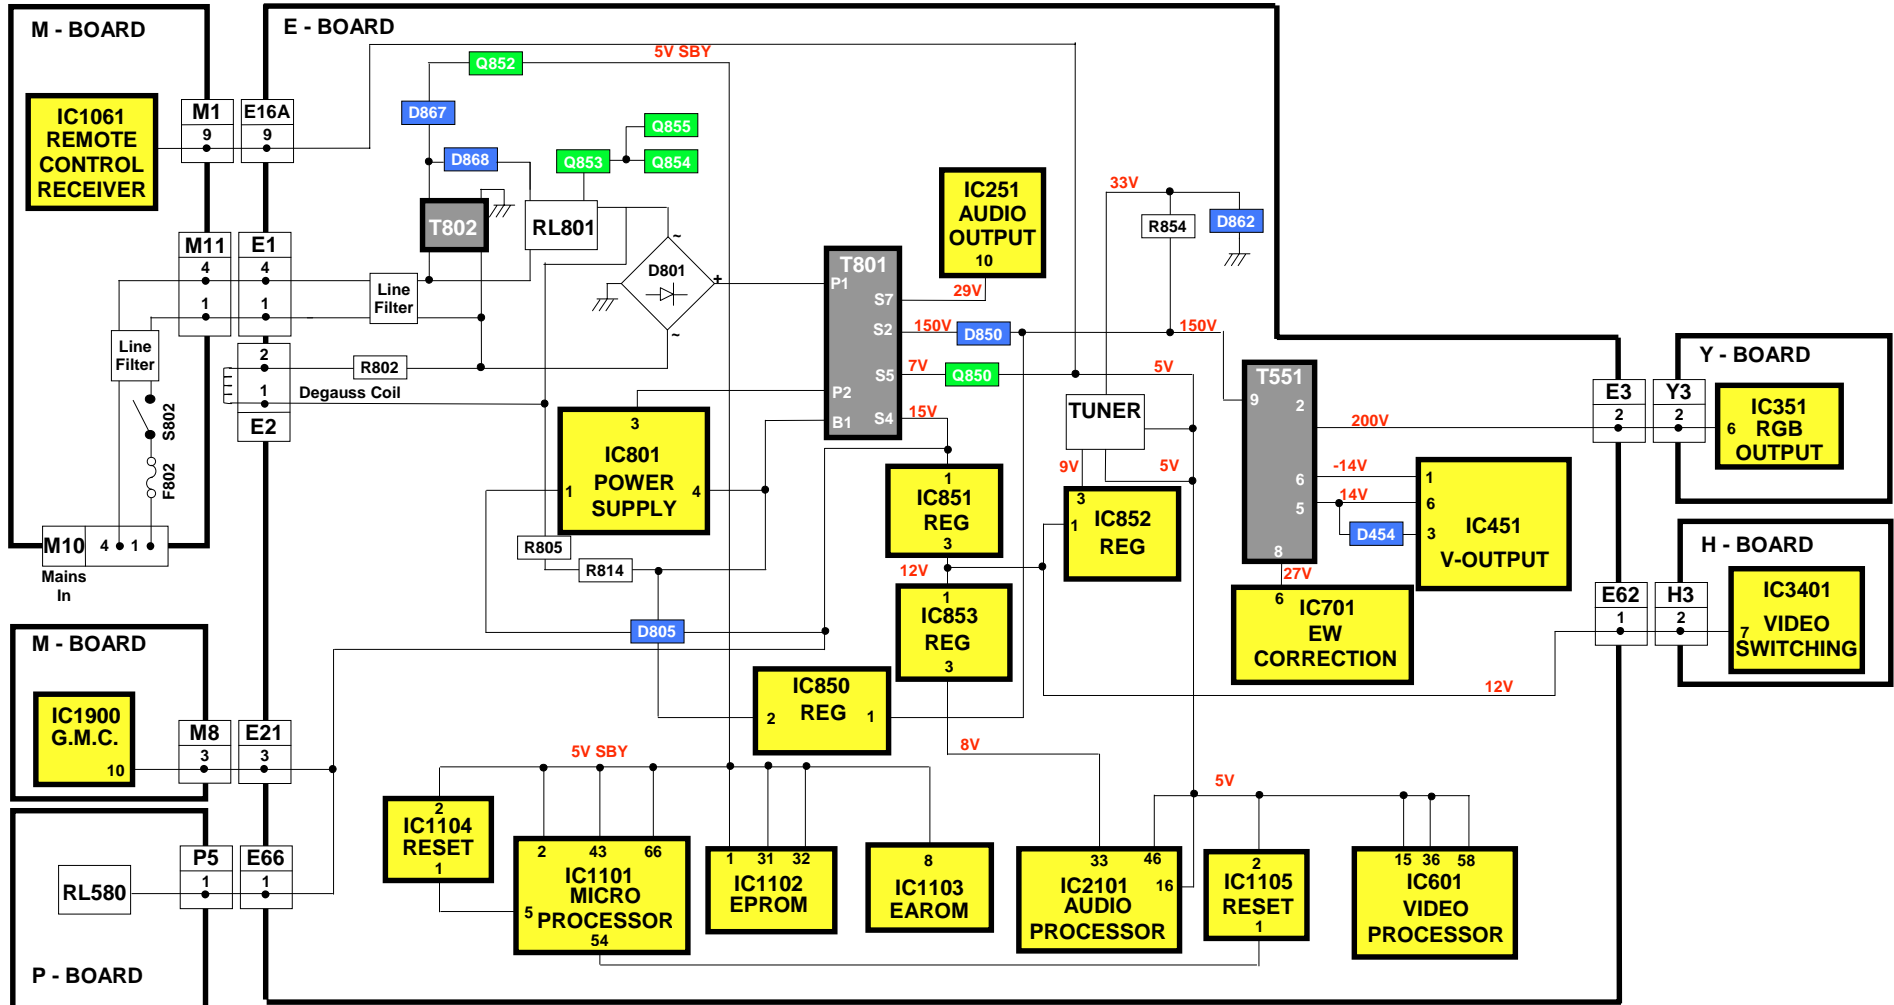 M - BOARD
E - BOARD
5V SBY
Q852
D867
IC1061
REMOTE
CONTROL
RECEIVER
M1
9
E16A
9
Q855
D868
Q853
Q854
T802
RL801
IC251
AUDIO
OUTPUT
10
33V
R854
D862
M11
4
1
E1
4
1
Line
Filter
D801
~
+
~
T801
P1
S7
S2
S5
P2
B1
S4
29V
150V
D850
150V
7V
Q850
5V
15V
Line
Filter
2
1
E2
R802
Degauss Coil
S802
F802
M10
4
1
Mains
In
3
IC801
POWER
SUPPLY
1
4
R805
R814
D805
TUNER
9V
5V
1
IC851
REG
3
12V
3
1
IC852
REG
1
IC853
REG
3
T551
9
2
6
5
8
200V
-14V
14V
D454
27V
1
6
3
IC451
V-OUTPUT
6
IC701
EW
CORRECTION
E3
2
Y3
2
Y - BOARD
6
IC351
RGB
OUTPUT
H - BOARD
E62
1
H3
2
IC3401
7
VIDEO
SWITCHING
12V
M - BOARD
IC1900
G.M.C.
10
M8
3
E21
3
IC850
REG
2
1
8V
5V SBY
5V
2
IC1104
RESET
1
2
43
66
IC1101
MICRO
PROCESSOR
5
54
1
31
32
IC1102
EPROM
8
IC1103
EAROM
33
46
16
IC2101
AUDIO
PROCESSOR
2
IC1105
RESET
1
15
36
58
IC601
VIDEO
PROCESSOR
RL580
P5
1
E66
1
P - BOARD